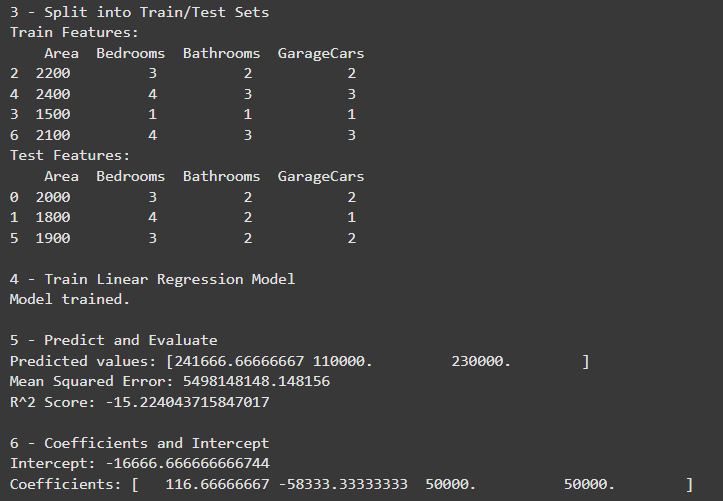 3 - Split into Train/Test Sets
Train Features:
    Area  Bedrooms  Bathrooms  GarageCars
2  2200         3          2           2
4  2400         4          3           3
3  1500         1          1           1
6  2100         4          3           3
Test Features:
    Area  Bedrooms  Bathrooms  GarageCars
0  2000         3          2           2
1  1800         4          2           1
5  1900         3          2           2

4 - Train Linear Regression Model
Model trained.

5 - Predict and Evaluate
Predicted values: [241666.66666667 110000.         230000.        ]
Mean Squared Error: 5498148148.148156
R^2 Score: -15.224043715847017

6 - Coefficients and Intercept
Intercept: -16666.666666666744
Coefficients: [   116.66666667 -58333.33333333  50000.          50000.        ]